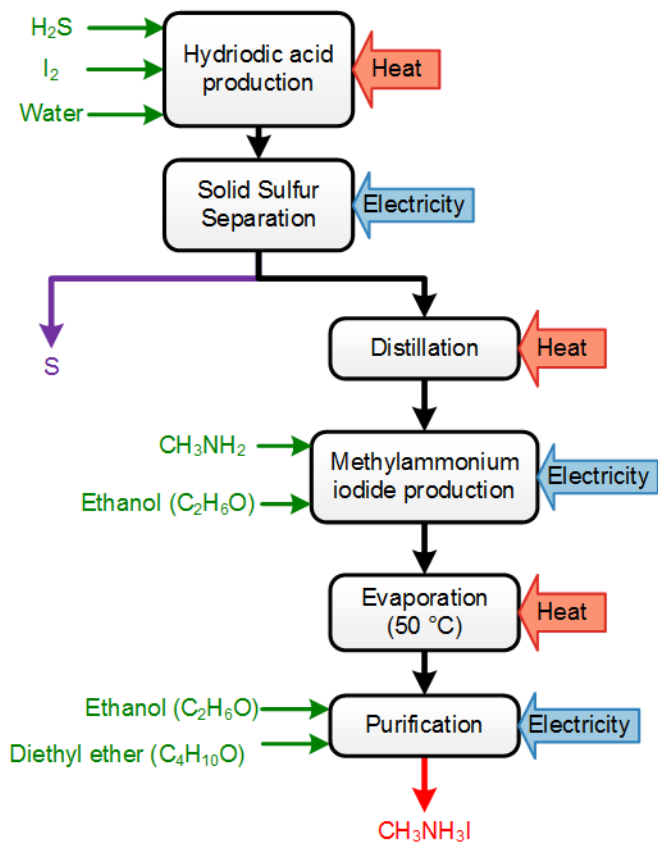 H₂S
I₂
Water
Hydriodic acid
production
Heat
Solid Sulfur
Separation
Electricity
S
Distillation
Heat
CH₃NH₂
Ethanol (C₂H₆O)
Methylammonium
iodide production
Electricity
Evaporation
(50 °C)
Heat
Ethanol (C₂H₆O)
Diethyl ether (C₄H₁₀O)
Purification
Electricity
CH₃NH₃I